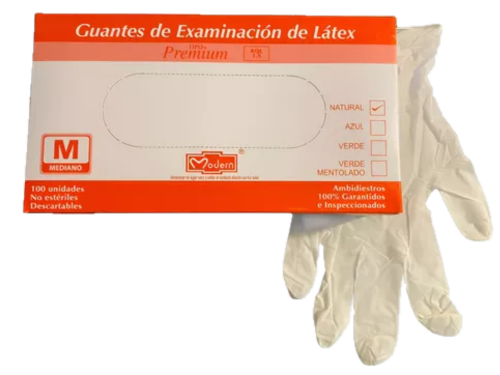 Guantes de Examinación de Látex
Premium
NATURAL
AZUL
VERDE
VERDE
MENTOLADO
M
MEDIANO
Modern®
100 unidades
No estériles
Descartables
Ambidiestros
100% Garantidos
e Inspeccionados